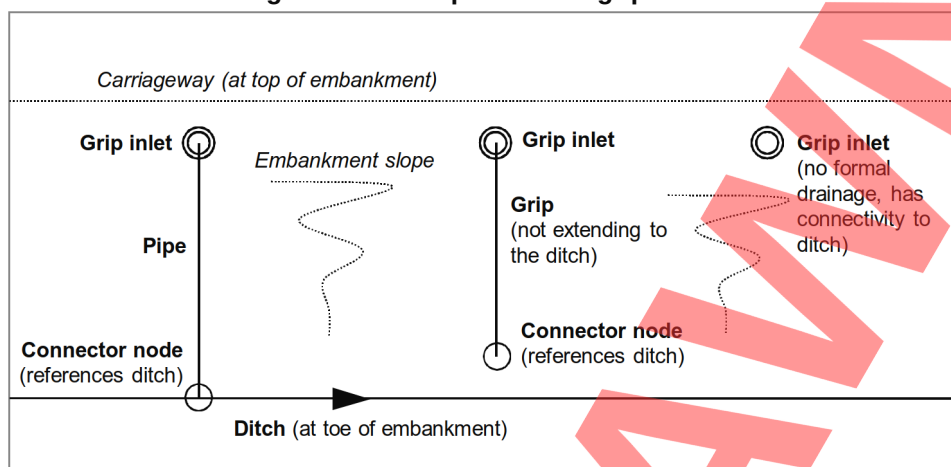 Carriageway (at top of embankment)
Grip inlet
Embankment slope
Pipe
Connector node
(references ditch)
Grip inlet
Grip
(not extending to
the ditch)
Connector node
(references ditch)
Grip inlet
(no formal
drainage, has
connectivity to
ditch)
Ditch (at toe of embankment)